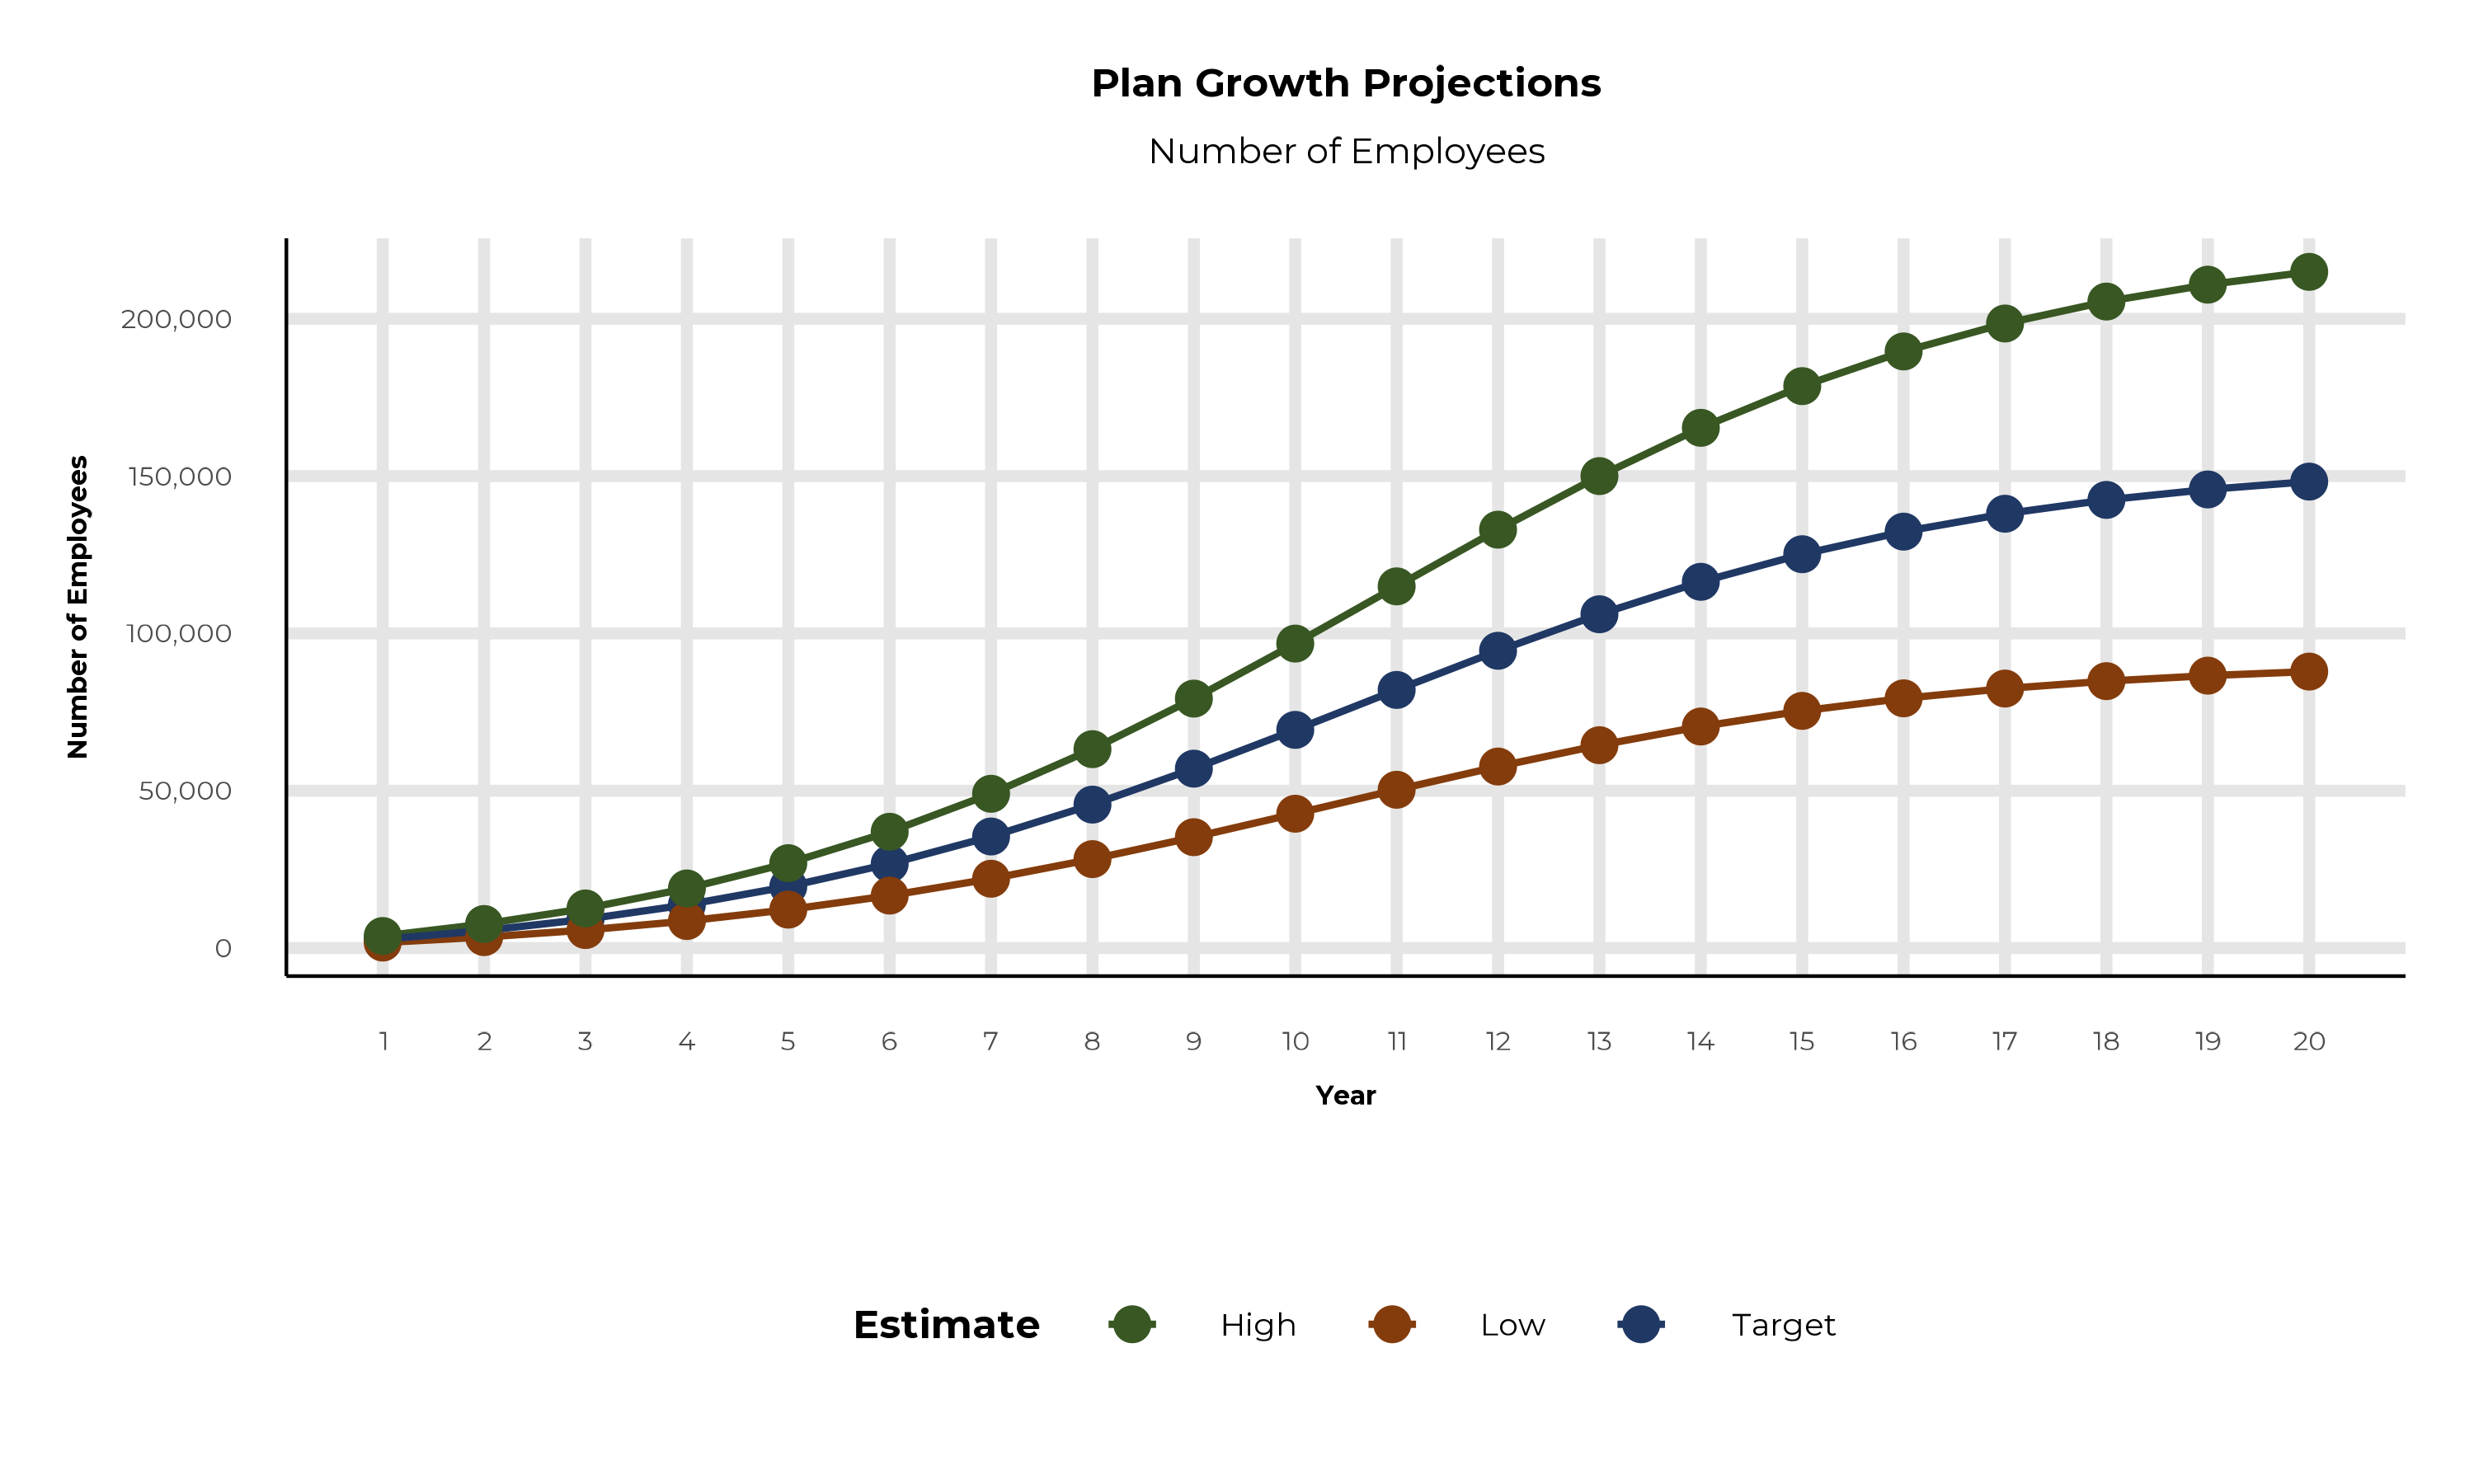 Plan Growth Projections
Number of Employees
Number of Employees
200,000
150,000
100,000
50,000
0
1 2 3 4 5 6 7 8 9 10 11 12 13 14 15 16 17 18 19 20
Year
Estimate High Low Target